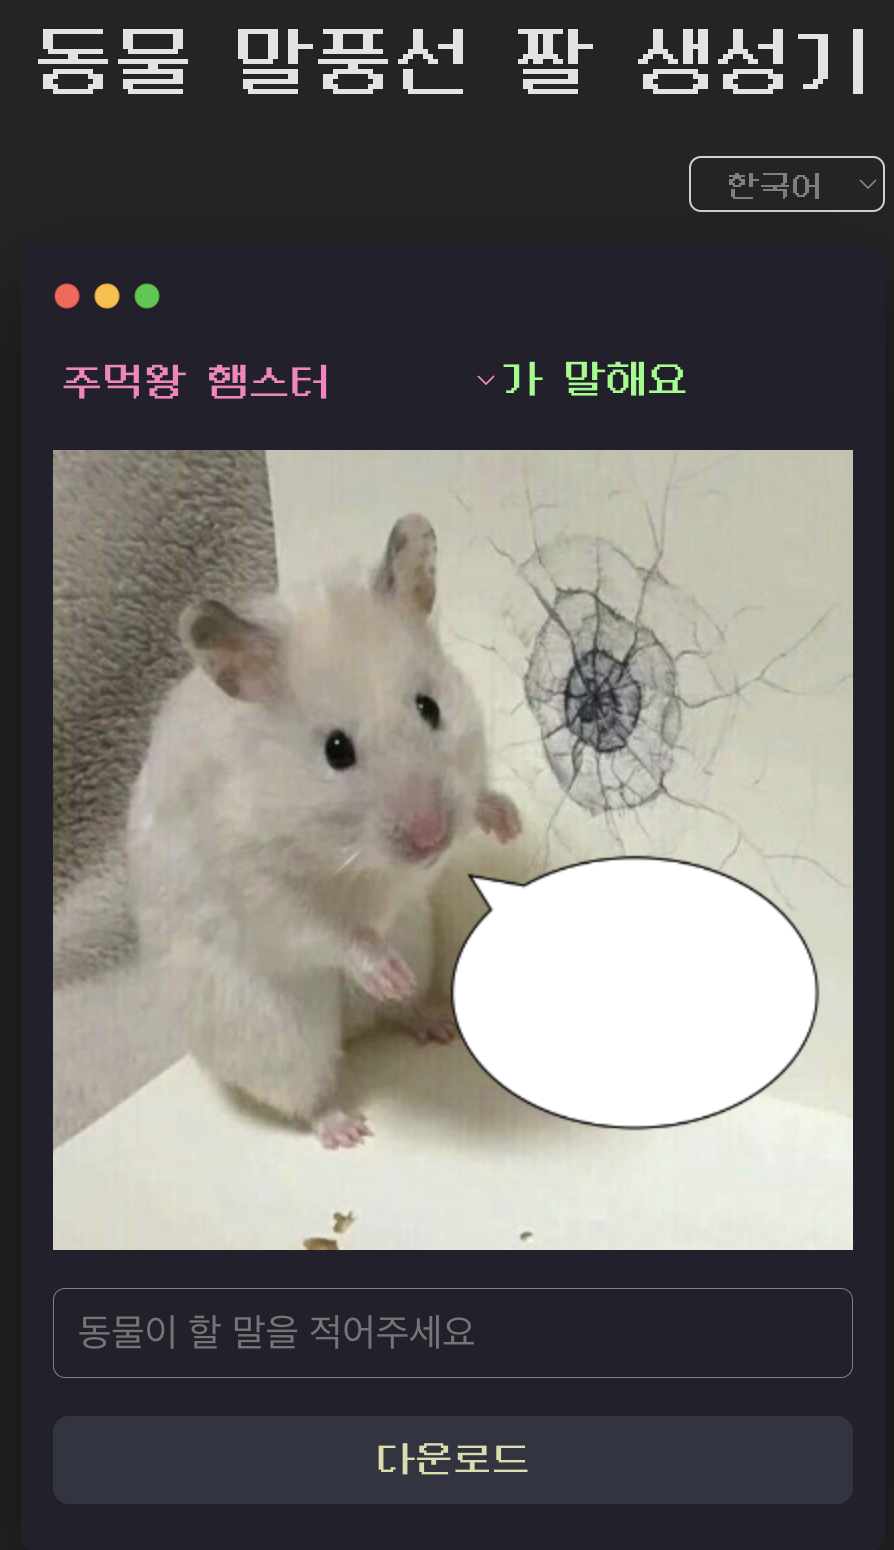 동물 말풍선 짤 생성기
한국어
주먹왕 햄스터 가 말해요
동물이 할 말을 적어주세요
다운로드